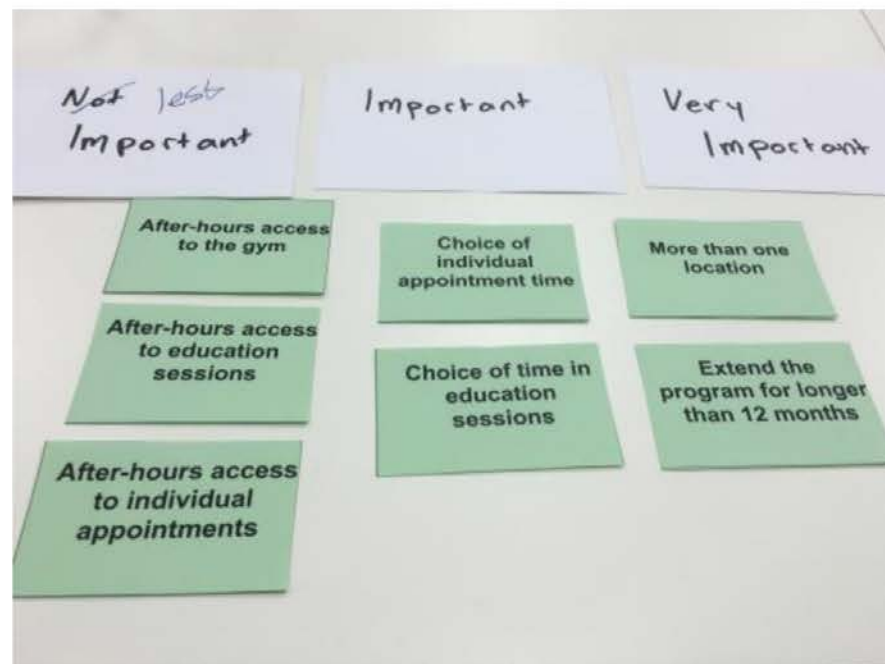 Not less
Important
Important
Very
Important
After-hours access
to the gym
After-hours access
to education
sessions
After-hours access
to individual
appointments
Choice of
individual
appointment time
Choice of time in
education
sessions
More than one
location
Extend the
program for longer
than 12 months